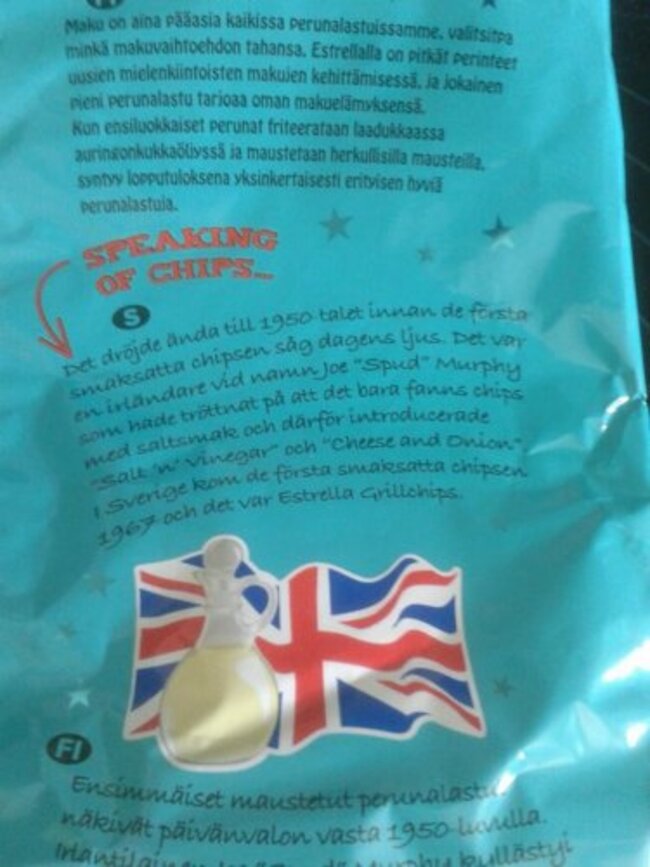 Maku on aina pääasia kaikissa perunalastuissamme, valitsitpa
minkä makuvaihtoehdon tahansa. Estrellalla on pitkät perinteet
uusien mielenkiintoisten makujen kehittämisessä, ja jokainen
pieni perunalastu tarjoaa oman makuelämyksensä.
Kun ensiluokkaiset perunat friteerataan laadukkaassa
auringonkukkaöljyssä ja maustetaan herkullisilla mausteilla,
syntyy lopputuloksena yksinkertaisesti erityisen hyviä
perunalastuja.
SPEAKING
OF CHIPS...
S
Det dröjde ända till 1950 talet innan de första
smaksatta chipsen såg dagens ljus. Det var
en irländare vid namn Joe "Spud" Murphy
som hade tröttnat på att det bara fanns chips
med saltsmak och därför introducerade
"Salt 'n' Vinegar" och "Cheese and Onion".
I Sverige kom de första smaksatta chipsen
1967 och det var Estrella Grillchips.
FI
Ensimmäiset maustetut perunalastu
näkivät päivänvalon vasta 1950-luvulla.
Irlantilainen Murphy kyllästyi